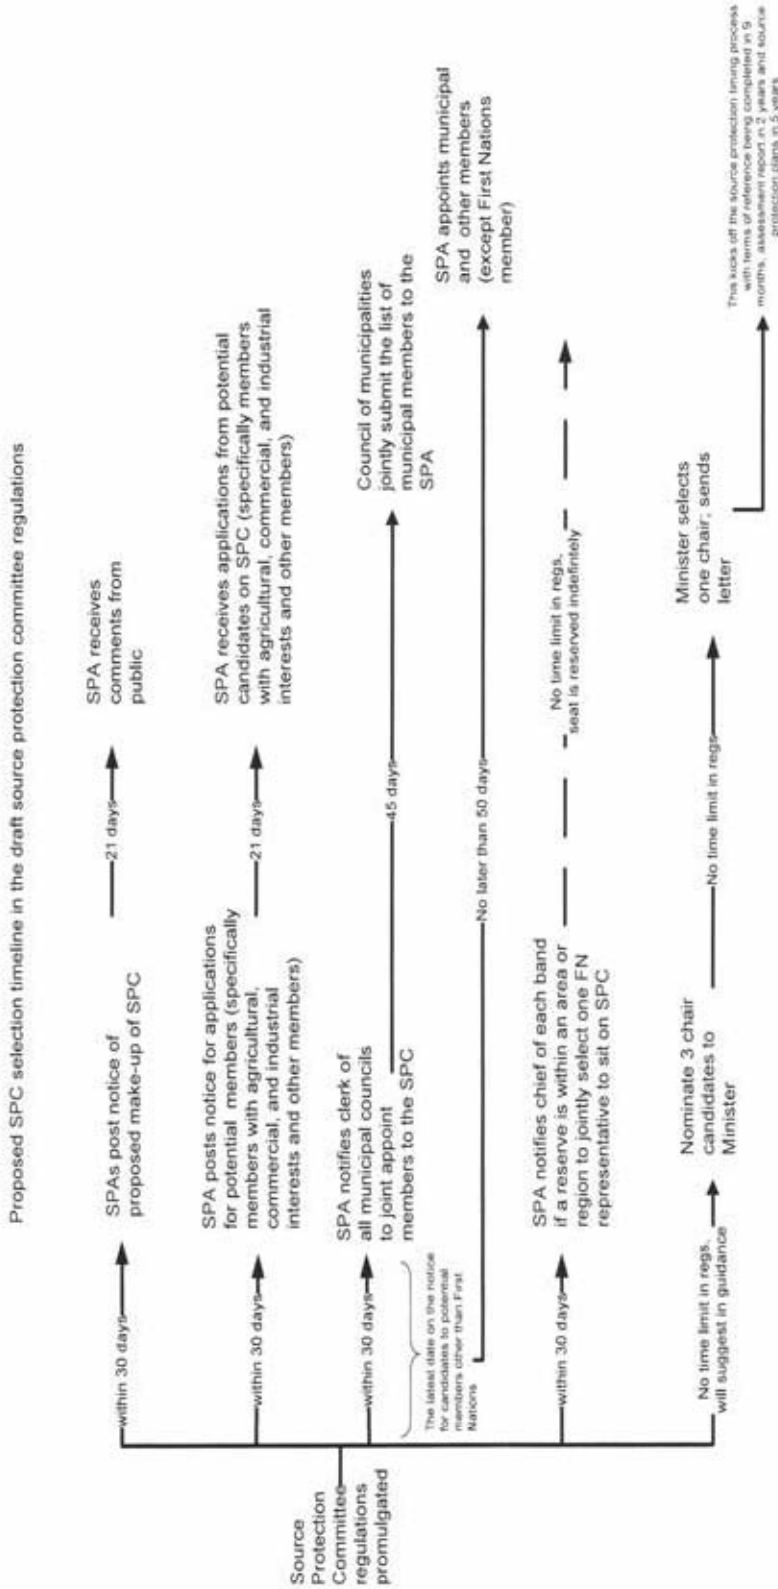 Proposed SPC selection timeline in the draft source protection committee regulations
Source
Protection
Committee
regulations
promulgated
within 30 days
SPAs post notice of
proposed make-up of SPC
21 days
SPA receives
comments from
public
within 30 days
SPA posts notice for applications
for potential members (specifically
members with agricultural,
commercial, and industrial
interests and other members)
21 days
SPA receives applications from potential
candidates on SPC (specifically members
with agricultural, commercial, and industrial
interests and other members)
within 30 days
SPA notifies clerk of
all municipal councils
to joint appoint
members to the SPC
45 days
Council of municipalities
jointly submit the list of
municipal members to the
SPA
The latest date on the notice
for candidates to potential
members other than First
Nations
No later than 50 days
SPA appoints municipal
and other members
(except First Nations
member)
within 30 days
SPA notifies chief of each band
if a reserve is within an area or
region to jointly select one FN
representative to sit on SPC
No time limit in regs,
seat is reserved indefintely
No time limit in regs,
will suggest in guidance
Nominate 3 chair
candidates to
Minister
No time limit in regs
Minister selects
one chair; sends
letter
This kicks off the source protection timing process
with terms of reference being completed in 9
months, assessment report in 2 years and source
protection plans in 5 years